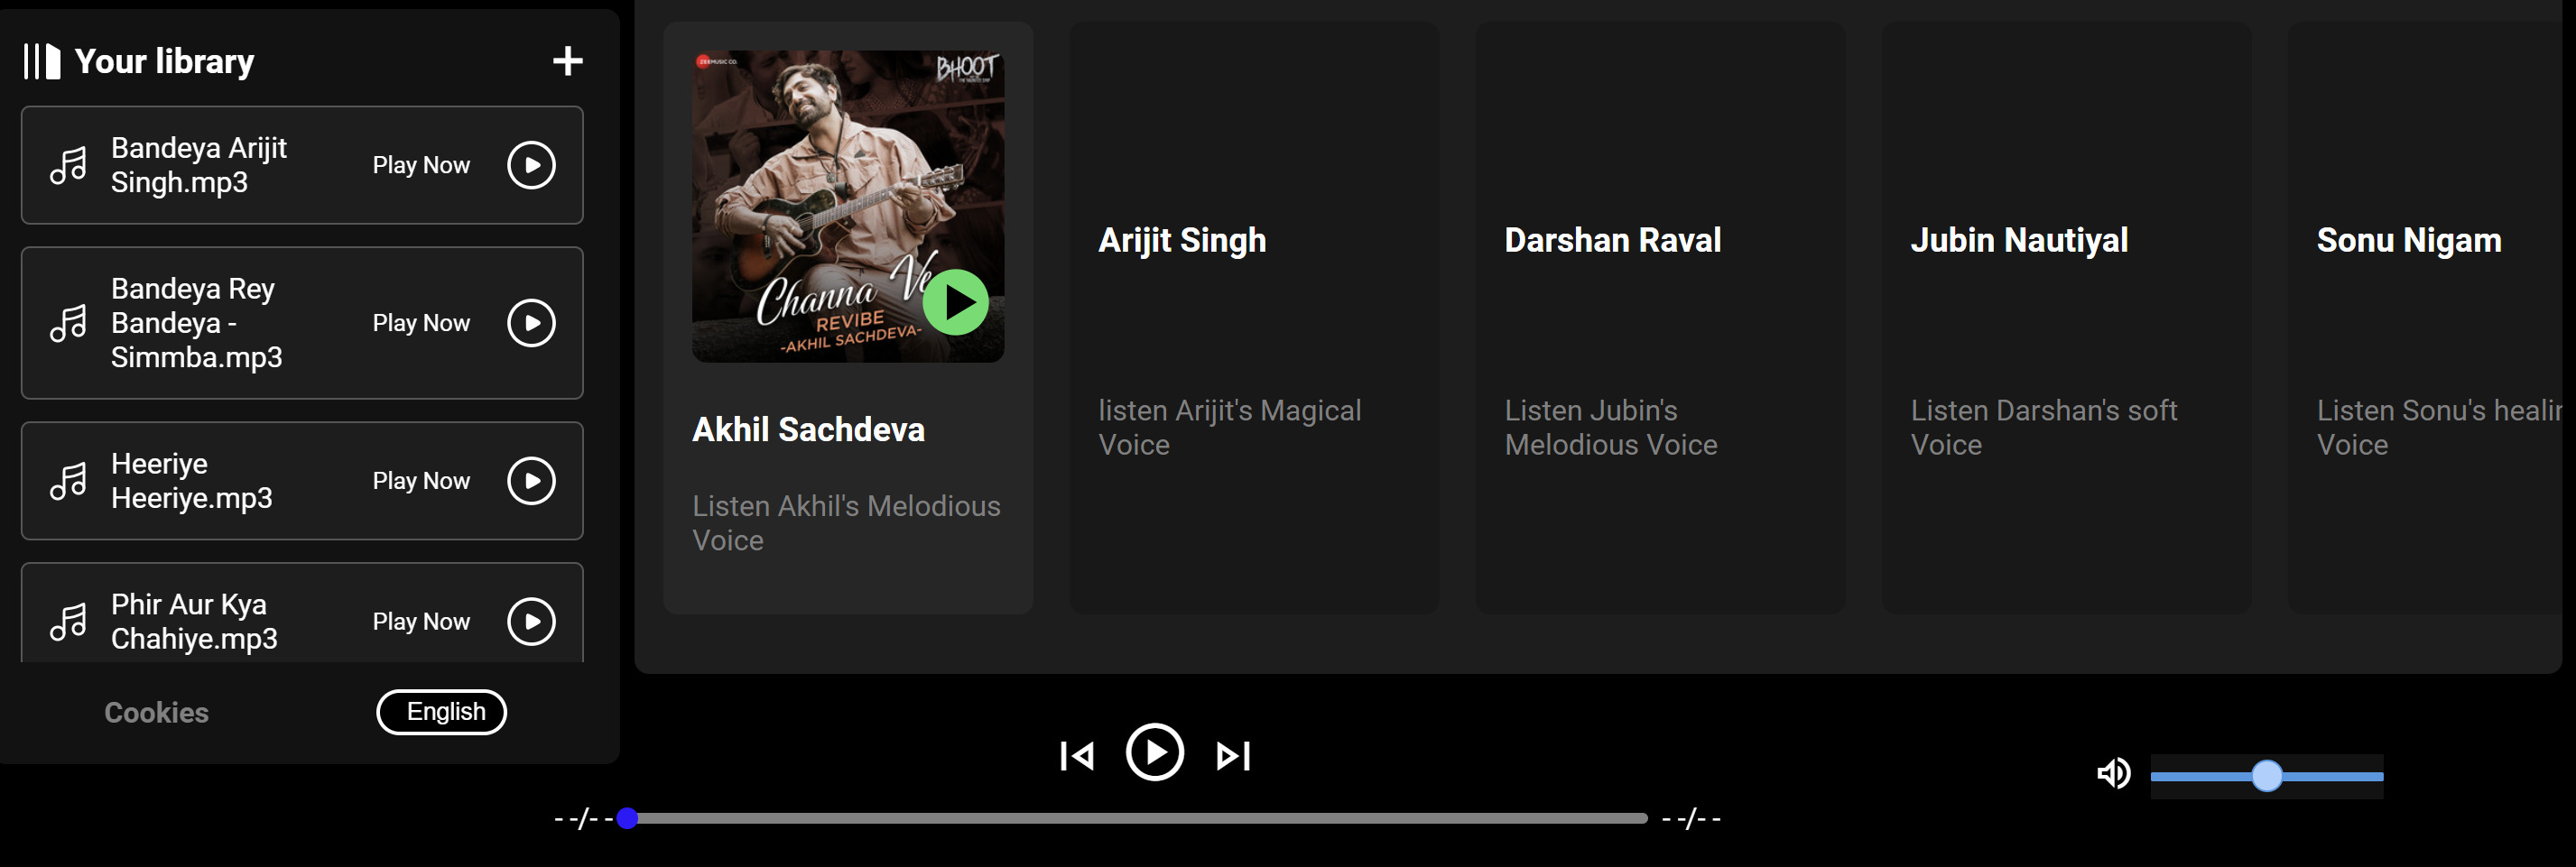 Your library
Bandeya Arijit
Singh.mp3
Play Now
Bandeya Rey
Bandeya -
Simmba.mp3
Play Now
Heeriye
Heeriye.mp3
Play Now
Phir Aur Kya
Chahiye.mp3
Play Now
Cookies
English
ZEE MUSIC CO.
BHOOT
Channa Ve
REVIBE
-AKHIL SACHDEVA-
Akhil Sachdeva
Listen Akhil's Melodious
Voice
Arijit Singh
listen Arijit's Magical
Voice
Darshan Raval
Listen Jubin's
Melodious Voice
Jubin Nautiyal
Listen Darshan's soft
Voice
Sonu Nigam
Listen Sonu's healin
Voice
--/--
--/--